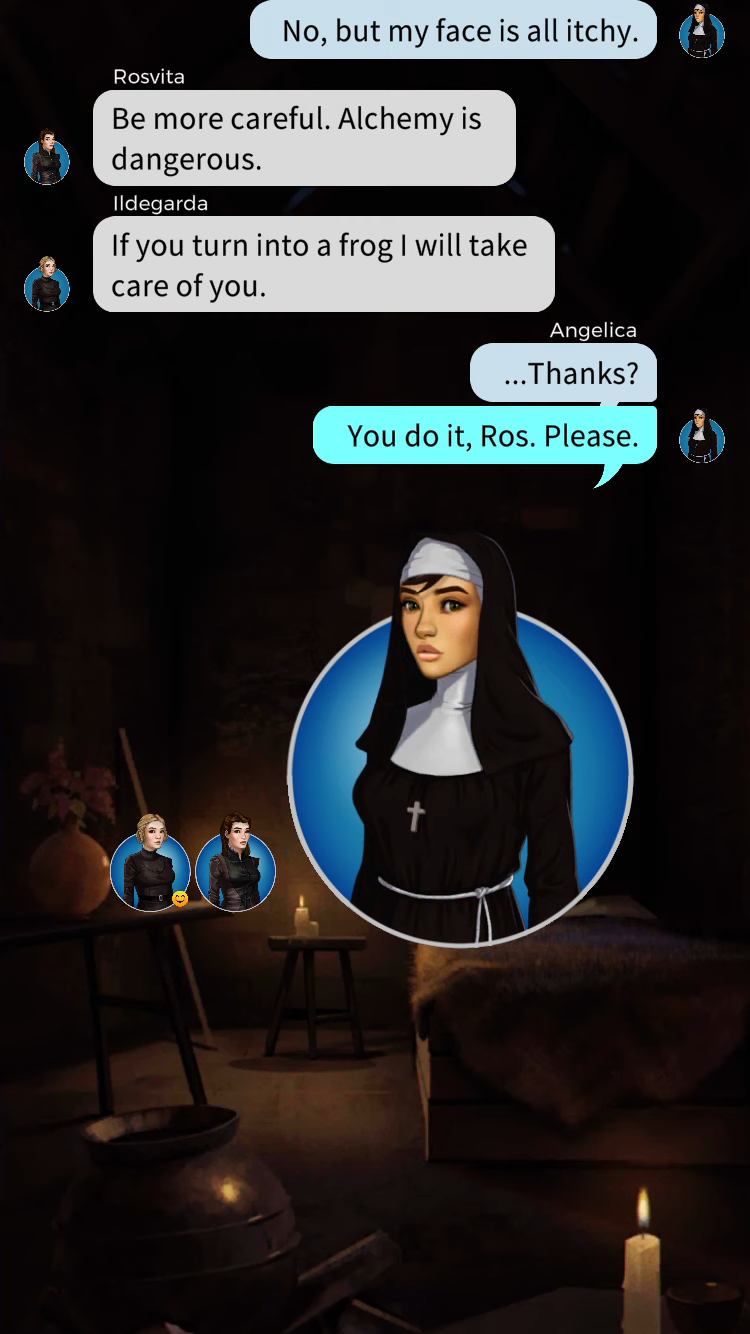 No, but my face is all itchy.
Rosvita
Be more careful. Alchemy is
dangerous.
Ildegarda
If you turn into a frog I will take
care of you.
Angelica
...Thanks?
You do it, Ros. Please.